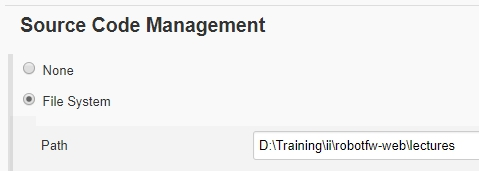 Source Code Management
None
File System
Path D:\Training\ii\robotfw-web\lectures